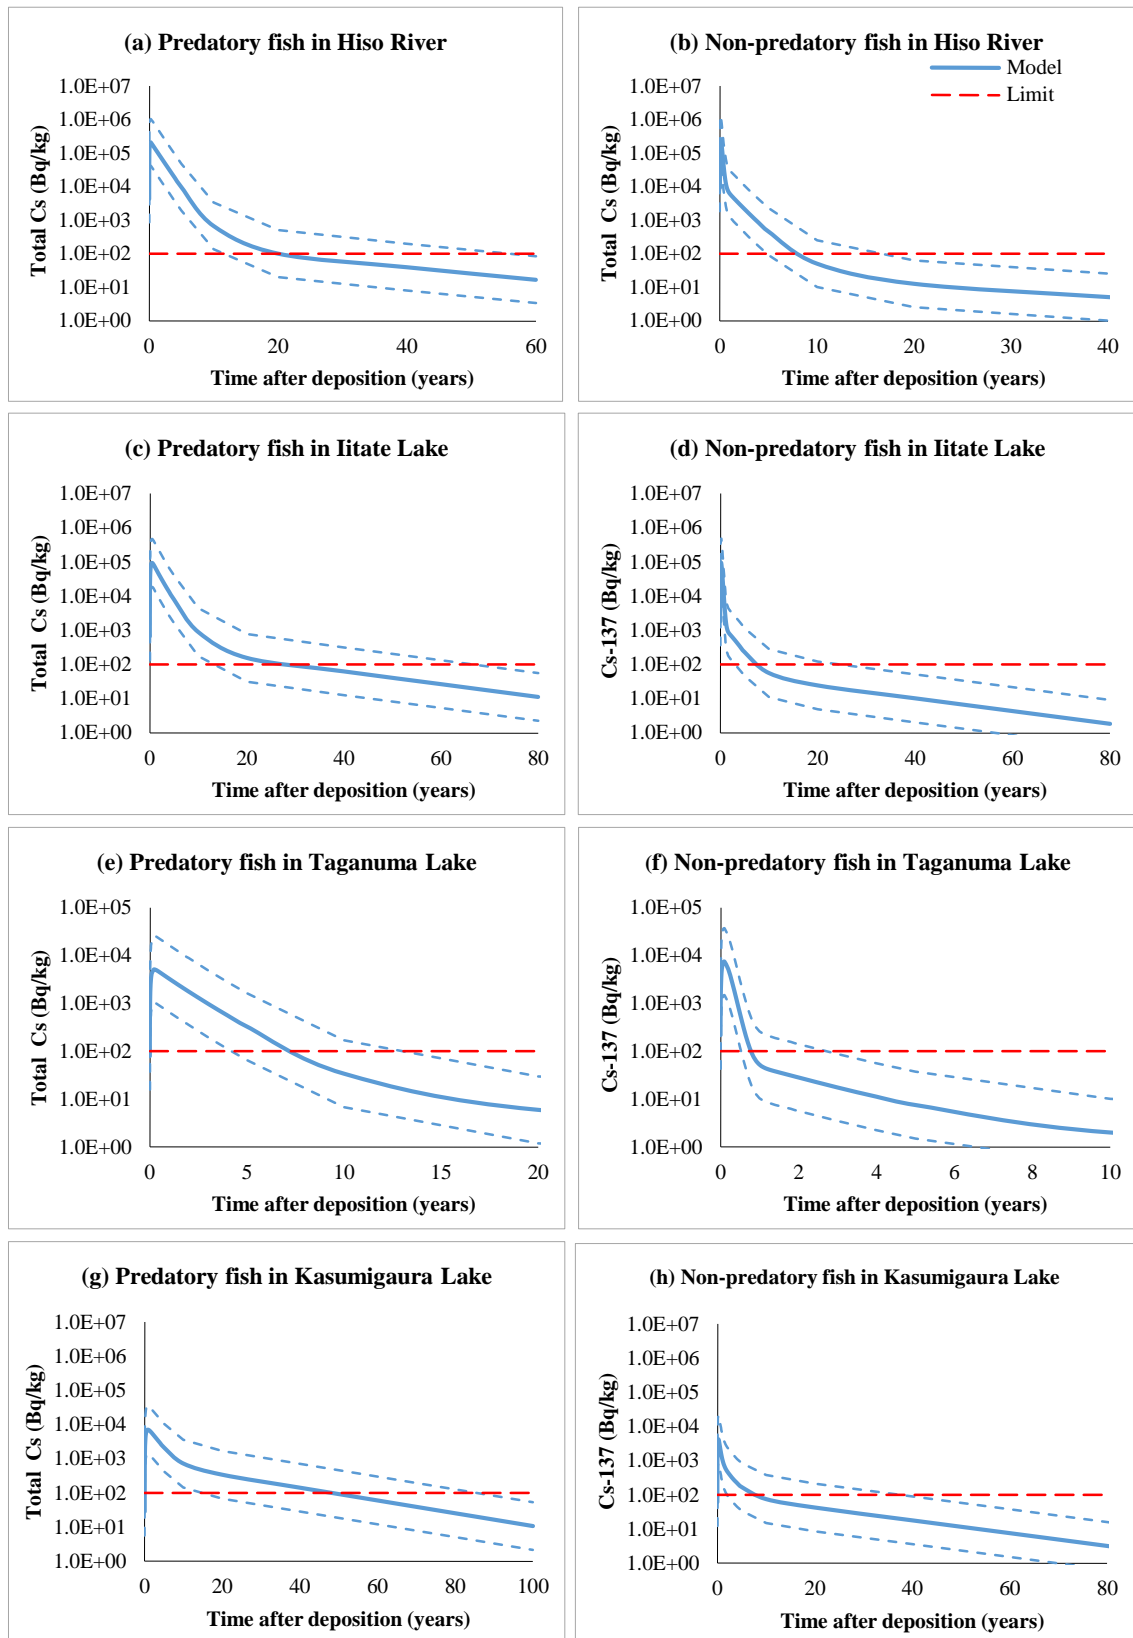 (a) Predatory fish in Hiso River
Total Cs (Bq/kg)
1.0E+07
1.0E+06
1.0E+05
1.0E+04
1.0E+03
1.0E+02
1.0E+01
1.0E+00
0 20 40 60
Time after deposition (years)
(b) Non-predatory fish in Hiso River
Model
Limit
Total Cs (Bq/kg)
1.0E+07
1.0E+06
1.0E+05
1.0E+04
1.0E+03
1.0E+02
1.0E+01
1.0E+00
0 10 20 30 40
Time after deposition (years)
(c) Predatory fish in Iitate Lake
Total Cs (Bq/kg)
1.0E+07
1.0E+06
1.0E+05
1.0E+04
1.0E+03
1.0E+02
1.0E+01
1.0E+00
0 20 40 60 80
Time after deposition (years)
(d) Non-predatory fish in Iitate Lake
Cs-137 (Bq/kg)
1.0E+07
1.0E+06
1.0E+05
1.0E+04
1.0E+03
1.0E+02
1.0E+01
1.0E+00
0 20 40 60 80
Time after deposition (years)
(e) Predatory fish in Taganuma Lake
Total Cs (Bq/kg)
1.0E+05
1.0E+04
1.0E+03
1.0E+02
1.0E+01
1.0E+00
0 5 10 15 20
Time after deposition (years)
(f) Non-predatory fish in Taganuma Lake
Cs-137 (Bq/kg)
1.0E+05
1.0E+04
1.0E+03
1.0E+02
1.0E+01
1.0E+00
0 2 4 6 8 10
Time after deposition (years)
(g) Predatory fish in Kasumigaura Lake
Total Cs (Bq/kg)
1.0E+07
1.0E+06
1.0E+05
1.0E+04
1.0E+03
1.0E+02
1.0E+01
1.0E+00
0 20 40 60 80 100
Time after deposition (years)
(h) Non-predatory fish in Kasumigaura Lake
Cs-137 (Bq/kg)
1.0E+07
1.0E+06
1.0E+05
1.0E+04
1.0E+03
1.0E+02
1.0E+01
1.0E+00
0 20 40 60 80
Time after deposition (years)